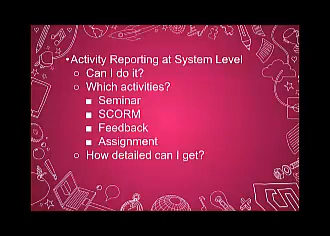 •Activity Reporting at System Level
○ Can I do it?
○ Which activities?
■ Seminar
■ SCORM
■ Feedback
■ Assignment
○ How detailed can I get?